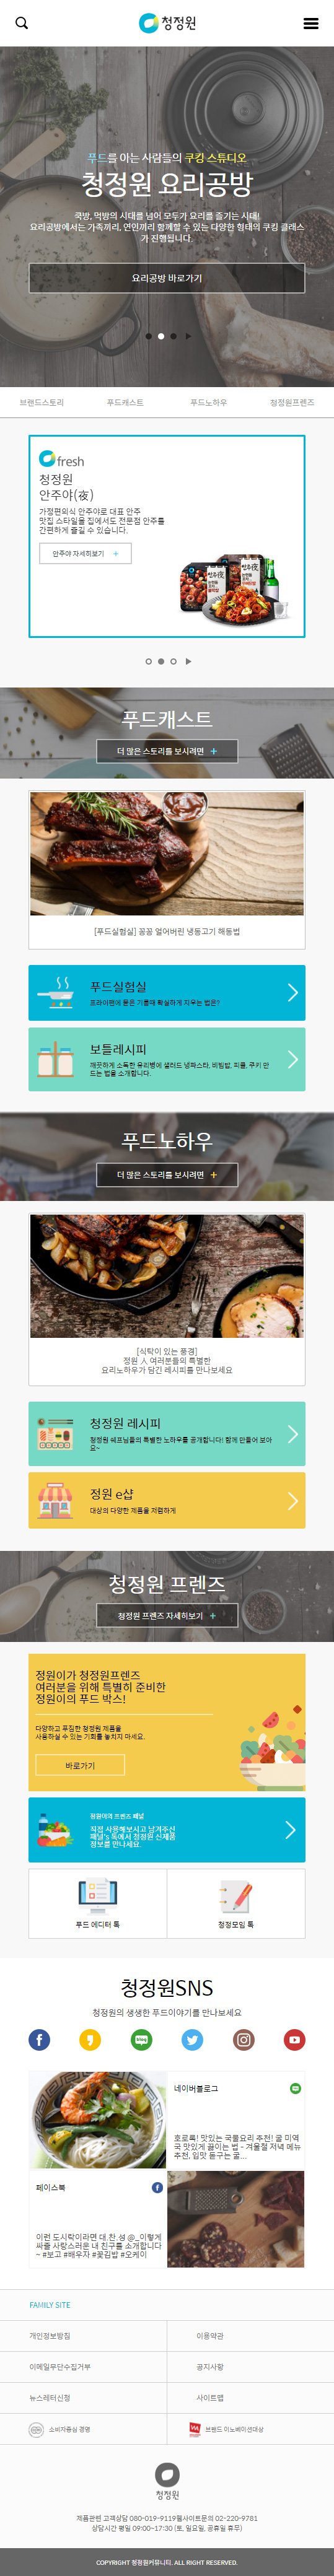 청정원
푸드를 아는 사람들의 쿠킹 스튜디오
청정원 요리공방
쿡방, 먹방의 시대를 넘어 모두가 요리를 즐기는 시대!
요리공방에서는 가족끼리, 연인끼리 함께할 수 있는 다양한 형태의 쿠킹 클래스
가 진행됩니다.
요리공방 바로가기
브랜드스토리 푸드캐스트 푸드노하우 청정원프렌즈
fresh
청정원
안주야(夜)
가정편의식 안주야로 대표 안주
맛집 스타일을 집에서도 전문점 안주를
간편하게 즐길 수 있습니다.
안주야 자세히보기 +
푸드캐스트
더 많은 스토리를 보시려면 +
[푸드실험실] 꽁꽁 얼어버린 냉동고기 해동법
푸드실험실
프라이팬에 눌은 기름때 확실하게 지우는 법은?
보틀레시피
깨끗하게 소독한 유리병에 샐러드 냉파스타, 비빔밥, 피클, 쿠키 만
드는 법을 소개합니다.
푸드노하우
더 많은 스토리를 보시려면 +
[식탁이 있는 풍경]
정원 人 여러분들의 특별한
요리노하우가 담긴 레시피를 만나보세요
청정원 레시피
청정원 쉐프님들의 특별한 노하우를 공개합니다! 함께 만들어 보아
요~
정원 e샵
대상의 다양한 제품을 저렴하게
청정원 프렌즈
청정원 프렌즈 자세히보기 +
정원이가 청정원프렌즈
여러분을 위해 특별히 준비한
정원이의 푸드 박스!
다양하고 푸짐한 청정원 제품을
사용하실 수 있는 기회를 놓치지 마세요.
바로가기
정원이의 프렌즈 패널
직접 사용해보시고 남겨주신
패널's 톡에서 청정원 신제품
정보를 만나세요.
푸드 에디터 톡 청정모임 톡
청정원SNS
청정원의 생생한 푸드이야기를 만나보세요
blog
네이버블로그
호로록! 맛있는 국물요리 추천! 굴 미역
국 맛있게 끓이는 법 - 겨울철 저녁 메뉴
추천, 입맛 돋구는 굴...
페이스북
이런 도시락이라면 대.찬.성 @_이렇게
싸줄 사랑스러운 내 친구를 소개합니다
~ #보고 #배우자 #꽃김밥 #오케이
FAMILY SITE
개인정보방침 이용약관
이메일무단수집거부 공지사항
뉴스레터신청 사이트맵
소비자중심 경영 브랜드 이노베이션대상
청정원
제품관련 고객상담 080-019-9119웹사이트문의 02-220-9781
상담시간 평일 09:00~17:30 (토, 일요일, 공휴일 휴무)
COPYRIGHT 청정원커뮤니티. ALL RIGHT RESERVED.